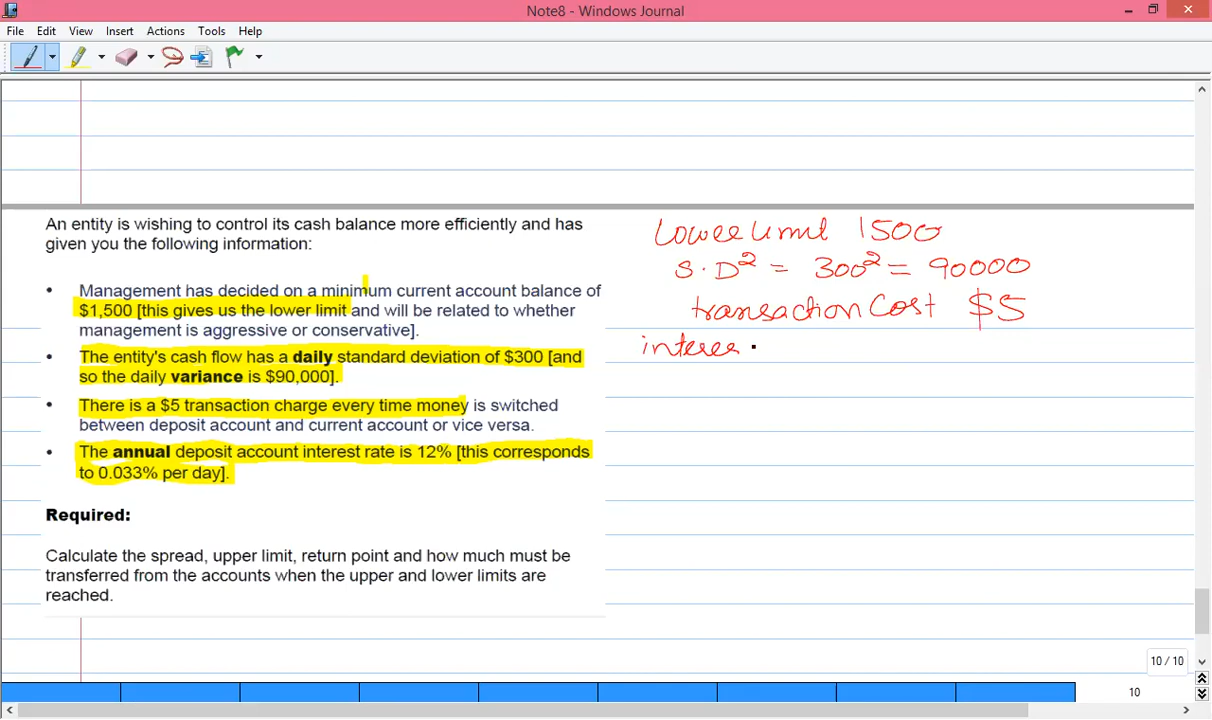 Note8 - Windows Journal
File Edit View Insert Actions Tools Help
An entity is wishing to control its cash balance more efficiently and has
given you the following information:
• Management has decided on a minimum current account balance of
$1,500 [this gives us the lower limit and will be related to whether
management is aggressive or conservative].
• The entity's cash flow has a daily standard deviation of $300 [and
so the daily variance is $90,000].
• There is a $5 transaction charge every time money is switched
between deposit account and current account or vice versa.
• The annual deposit account interest rate is 12% [this corresponds
to 0.033% per day].
Required:
Calculate the spread, upper limit, return point and how much must be
transferred from the accounts when the upper and lower limits are
reached.
Lower limit 1500
S.D² = 300² = 90000
transaction Cost $5
interes
10 / 10
10